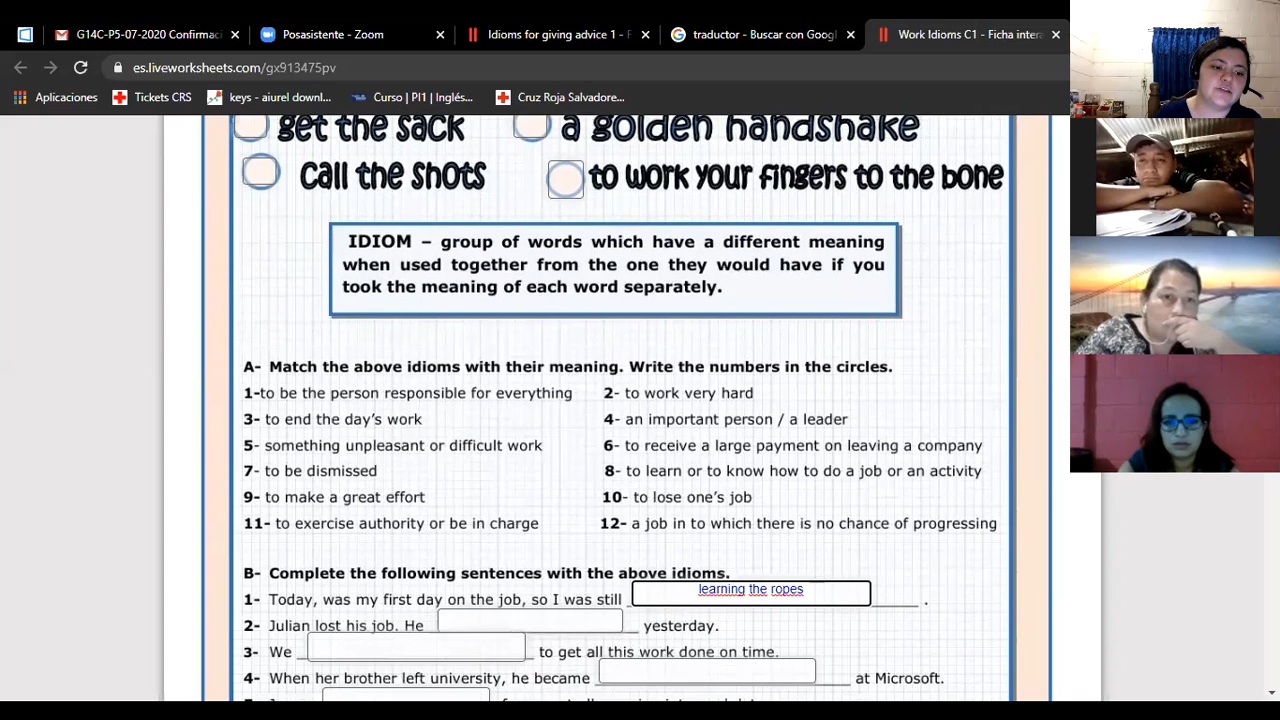 G14C-P5-07-2020 Confirmaci
Posasistente - Zoom
Idioms for giving advice 1 - F
traductor - Buscar con Googl
Work Idioms C1 - Ficha intera
es.liveworksheets.com/gx913475pv
Aplicaciones
Tickets CRS
keys - aiurel downl...
Curso | PI1 | Inglés...
Cruz Roja Salvadore...
get the sack
a golden handshake
Call the shots
to work your fingers to the bone
IDIOM – group of words which have a different meaning
when used together from the one they would have if you
took the meaning of each word separately.
A- Match the above idioms with their meaning. Write the numbers in the circles.
1-to be the person responsible for everything
2- to work very hard
3- to end the day's work
4- an important person / a leader
5- something unpleasant or difficult work
6- to receive a large payment on leaving a company
7- to be dismissed
8- to learn or to know how to do a job or an activity
9- to make a great effort
10- to lose one's job
11- to exercise authority or be in charge
12- a job in to which there is no chance of progressing
B- Complete the following sentences with the above idioms.
1- Today, was my first day on the job, so I was still learning the ropes ______ .
2- Julian lost his job. He __ yesterday.
3- We _ to get all this work done on time.
4- When her brother left university, he became ____ at Microsoft.